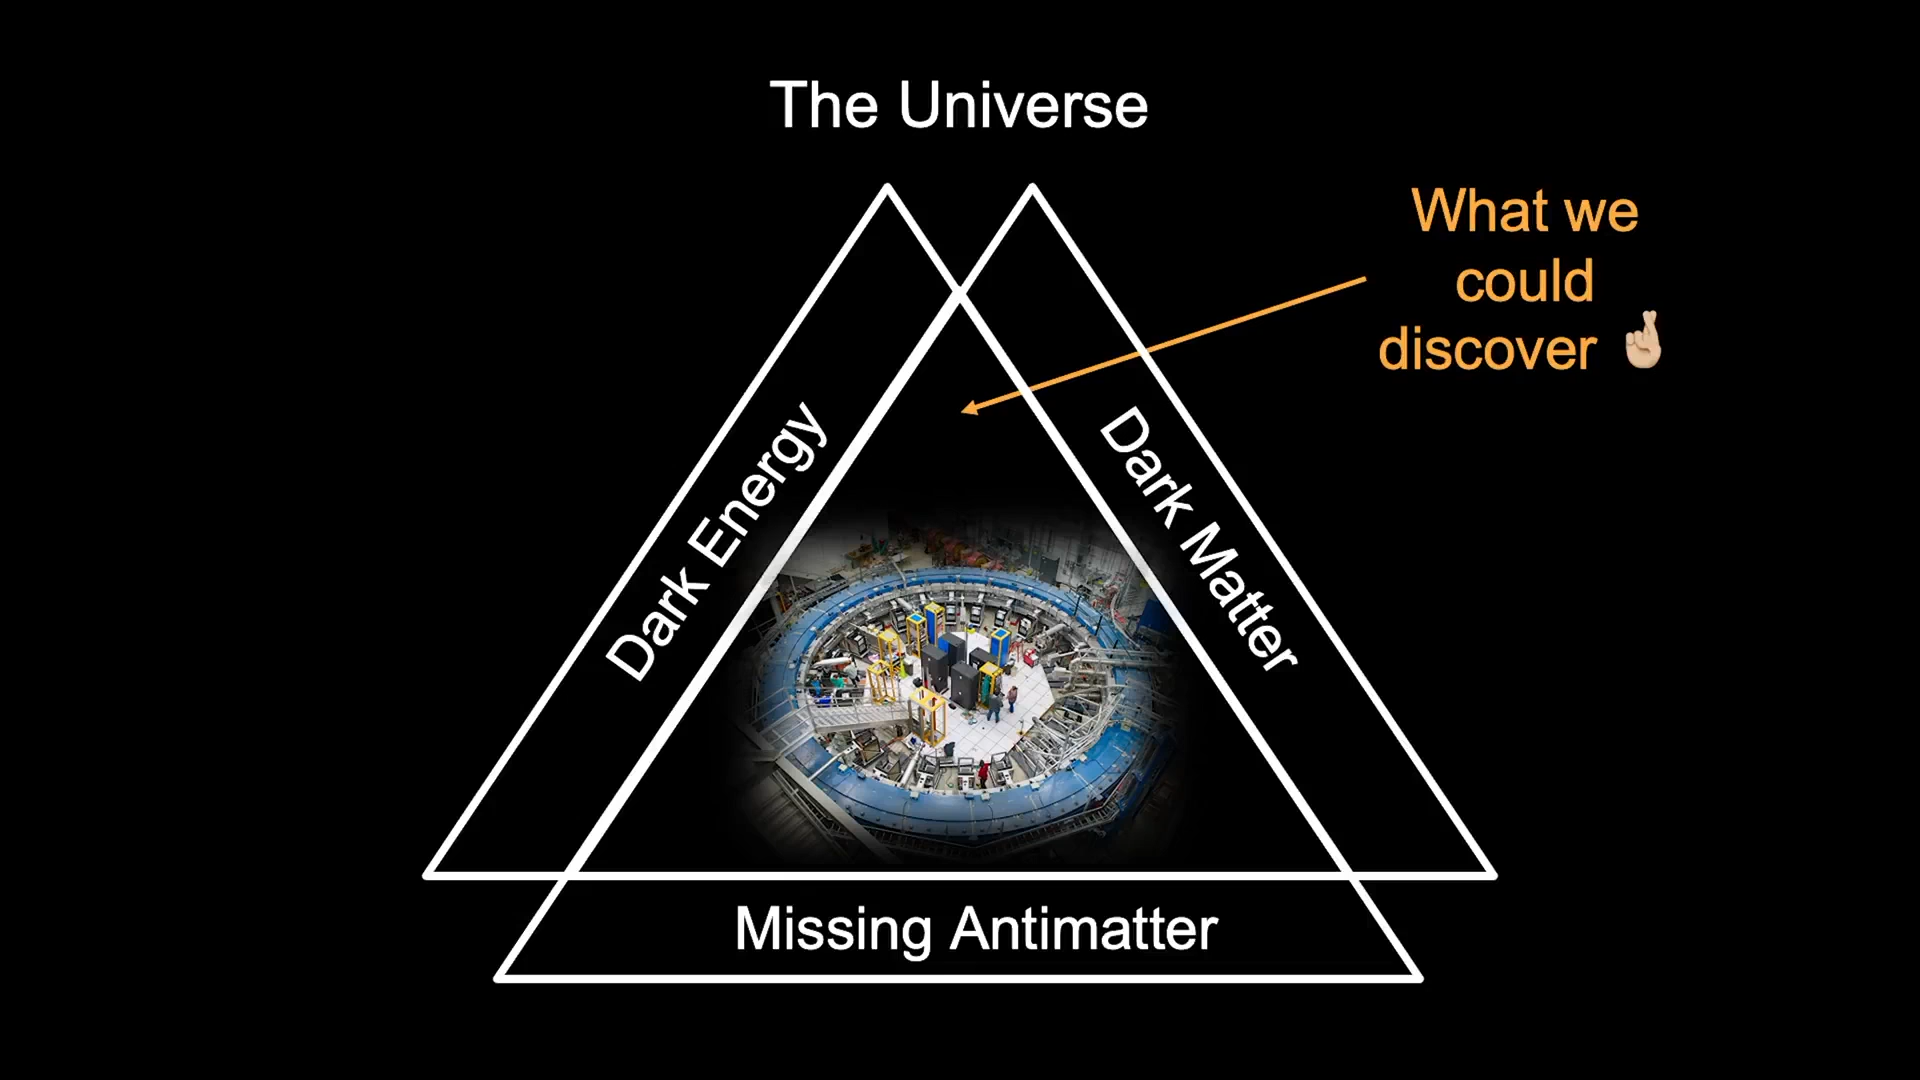 The Universe
What we
could
discover 🤞🏼
Dark Energy
Dark Matter
Missing Antimatter